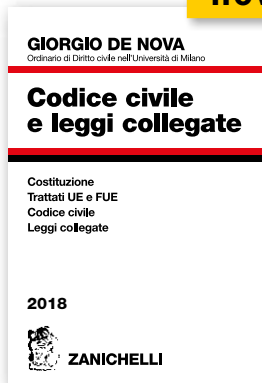 GIORGIO DE NOVA
Ordinario di Diritto civile nell'Università di Milano
Codice civile
e leggi collegate
Costituzione
Trattati UE e FUE
Codice civile
Leggi collegate
2018
ZANICHELLI